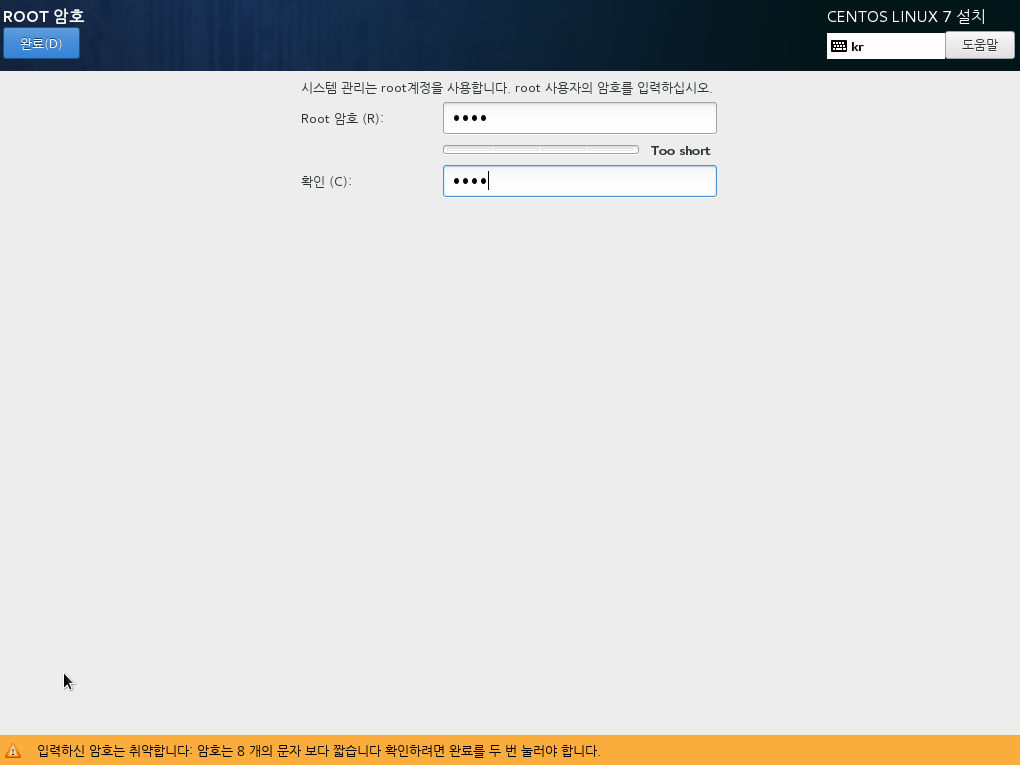 ROOT 암호
CENTOS LINUX 7 설치
완료(D)
kr
도움말
시스템 관리는 root계정을 사용합니다. root 사용자의 암호를 입력하십시오.
Root 암호 (R):
••••
Too short
확인 (C):
••••
입력하신 암호는 취약합니다: 암호는 8 개의 문자 보다 짧습니다 확인하려면 완료를 두 번 눌러야 합니다.